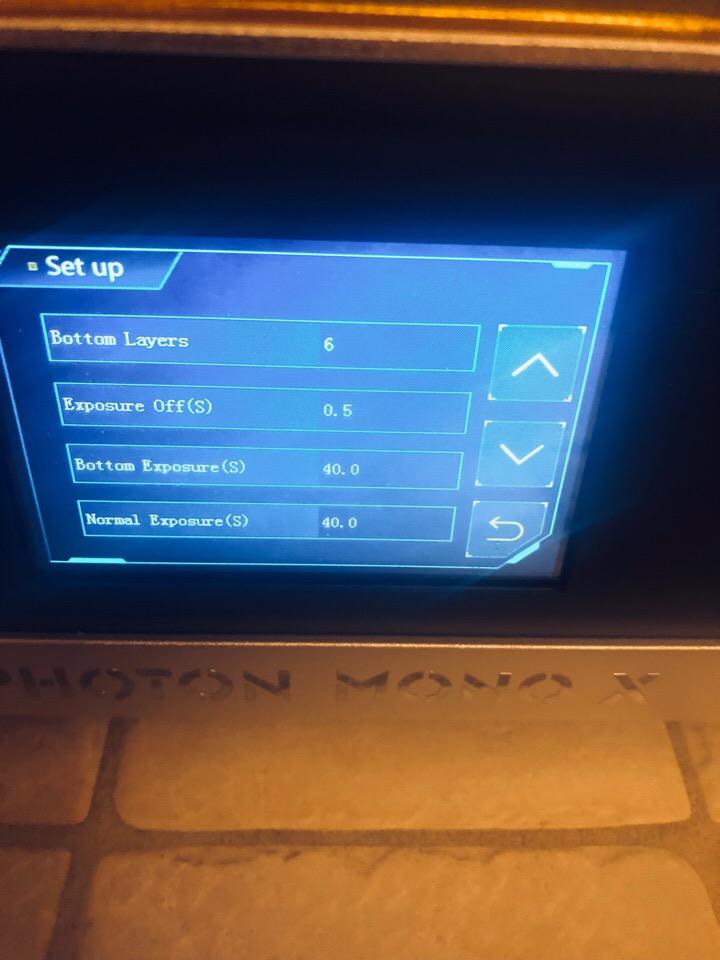 Set up
Bottom Layers 6
Exposure Off(S) 0.5
Bottom Exposure(S) 40.0
Normal Exposure(S) 40.0
PHOTON MONO X